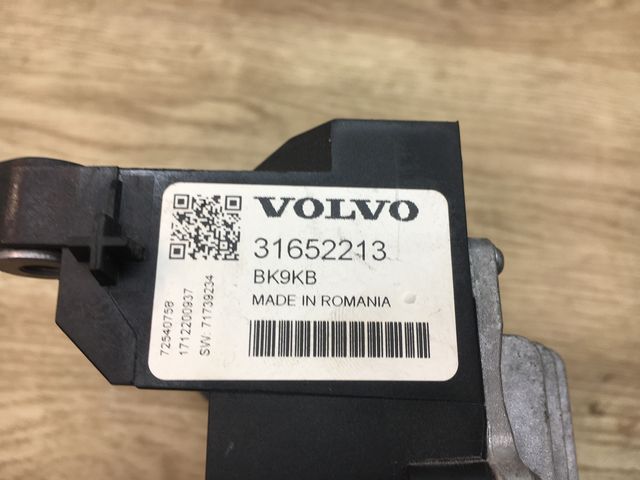 VOLVO
31652213
BK9KB
MADE IN ROMANIA
72540758
1712200937
SW: 71739234